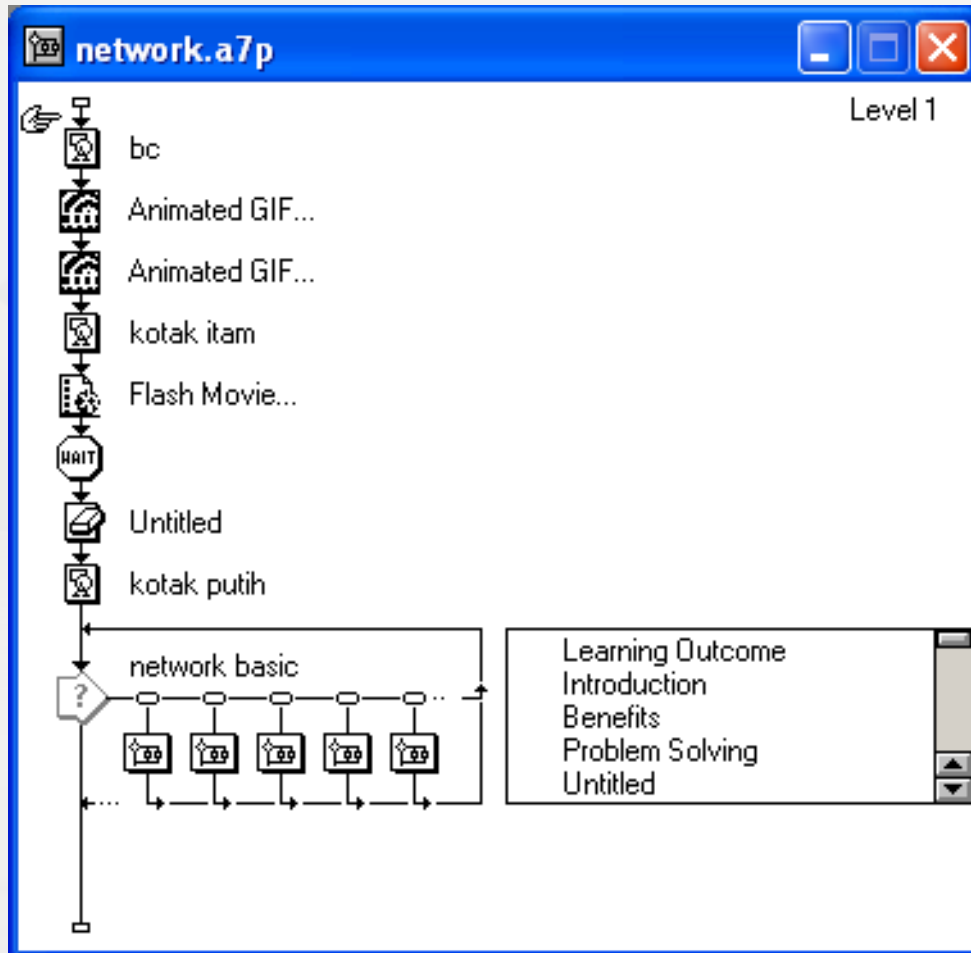 network.a7p
Level 1
bc
Animated GIF...
Animated GIF...
kotak itam
Flash Movie...
WAIT
Untitled
kotak putih
network basic
?
Learning Outcome
Introduction
Benefits
Problem Solving
Untitled